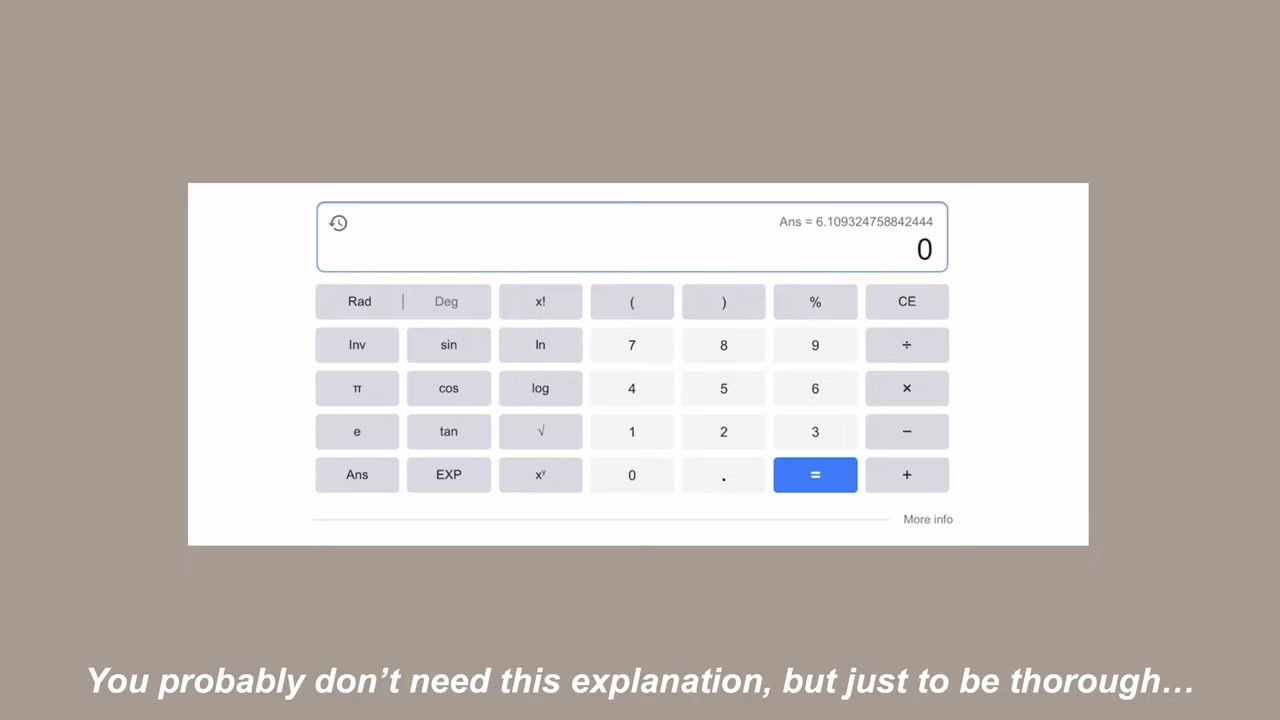 Ans = 6.109324758842444
0
Rad | Deg x! ( ) % CE
Inv sin ln 7 8 9 ÷
π cos log 4 5 6 ×
e tan √ 1 2 3 −
Ans EXP xʸ 0 . = +
More info
You probably don’t need this explanation, but just to be thorough…